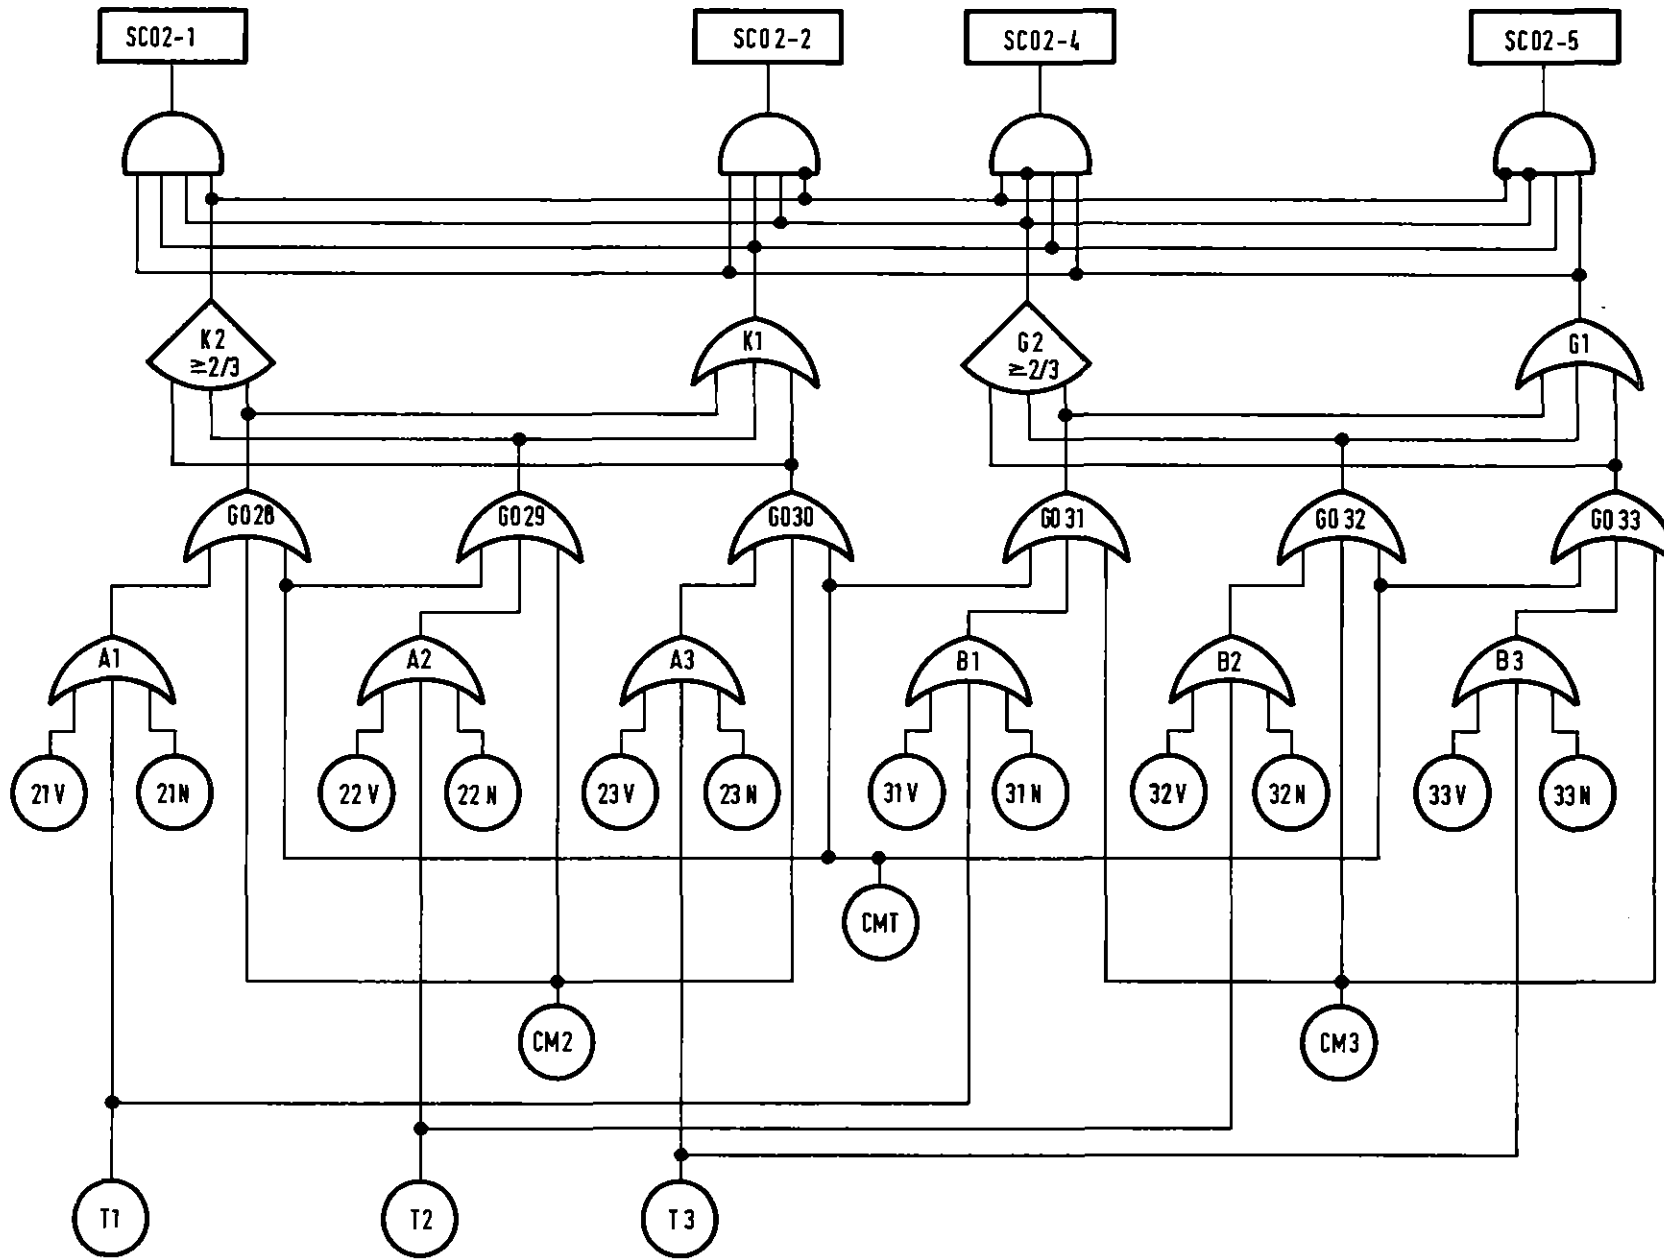 SC02-1
SC02-2
SC02-4
SC02-5
K2
≥2/3
K1
G2
≥2/3
G1
G028
G029
G030
G031
G032
G033
A1
A2
A3
B1
B2
B3
21V
21N
22V
22N
23V
23N
31V
31N
32V
32N
33V
33N
CMT
CM2
CM3
T1
T2
T3